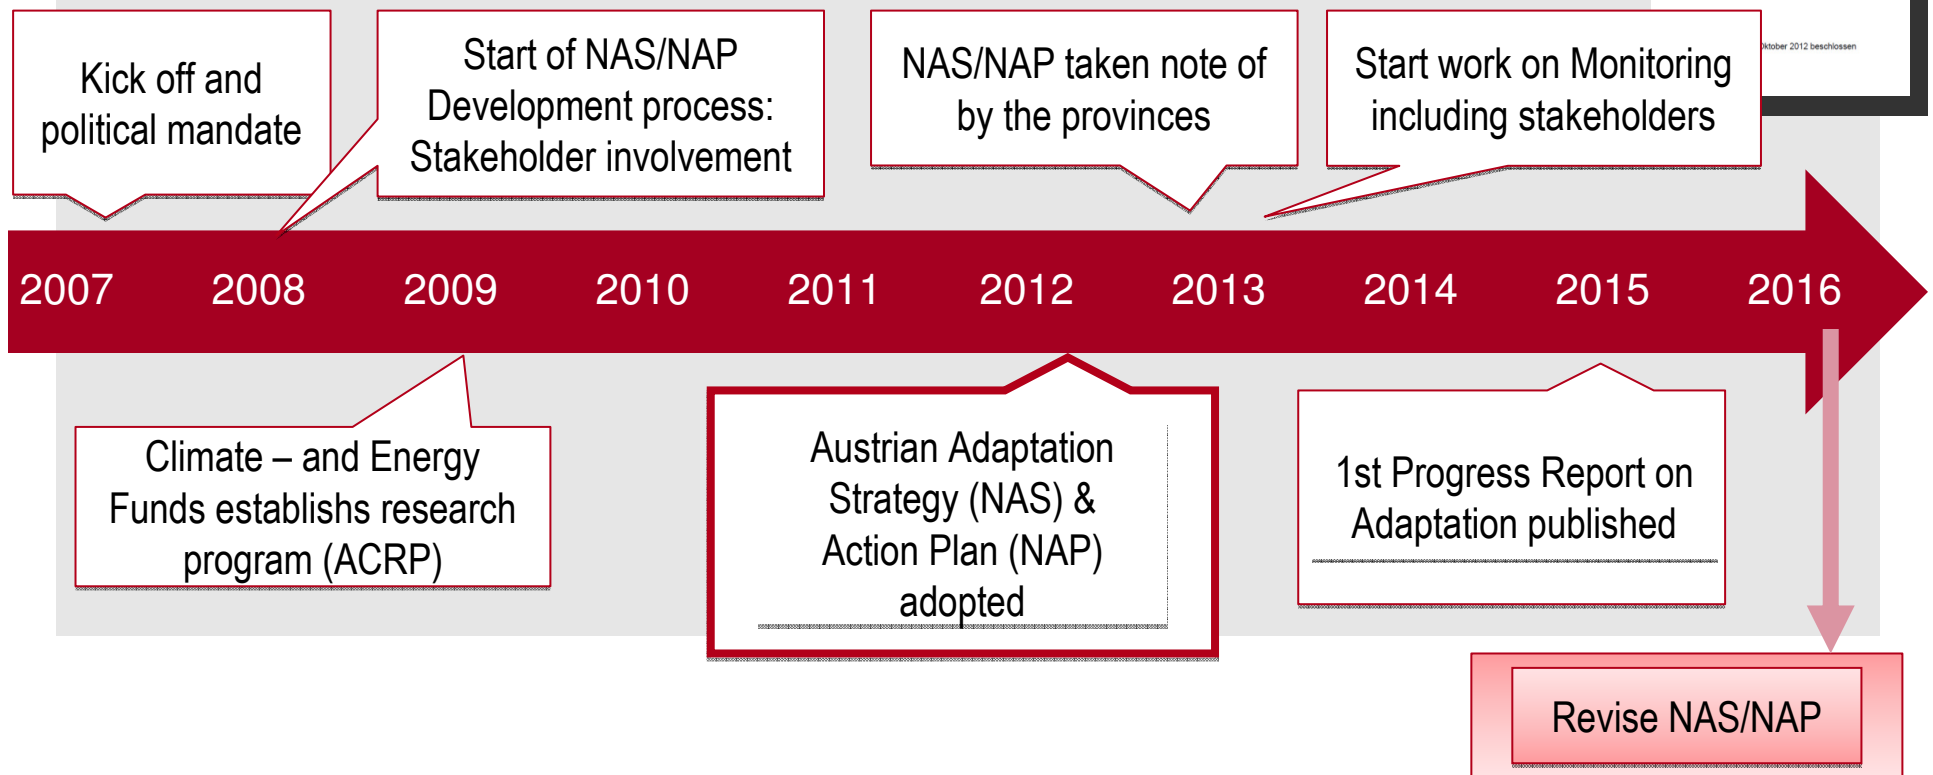 Kick off and
political mandate
Start of NAS/NAP
Development process:
Stakeholder involvement
NAS/NAP taken note of
by the provinces
Start work on Monitoring
including stakeholders
Oktober 2012 beschlossen
2007 2008 2009 2010 2011 2012 2013 2014 2015 2016
Climate – and Energy
Funds establishs research
program (ACRP)
Austrian Adaptation
Strategy (NAS) &
Action Plan (NAP)
adopted
1st Progress Report on
Adaptation published
Revise NAS/NAP